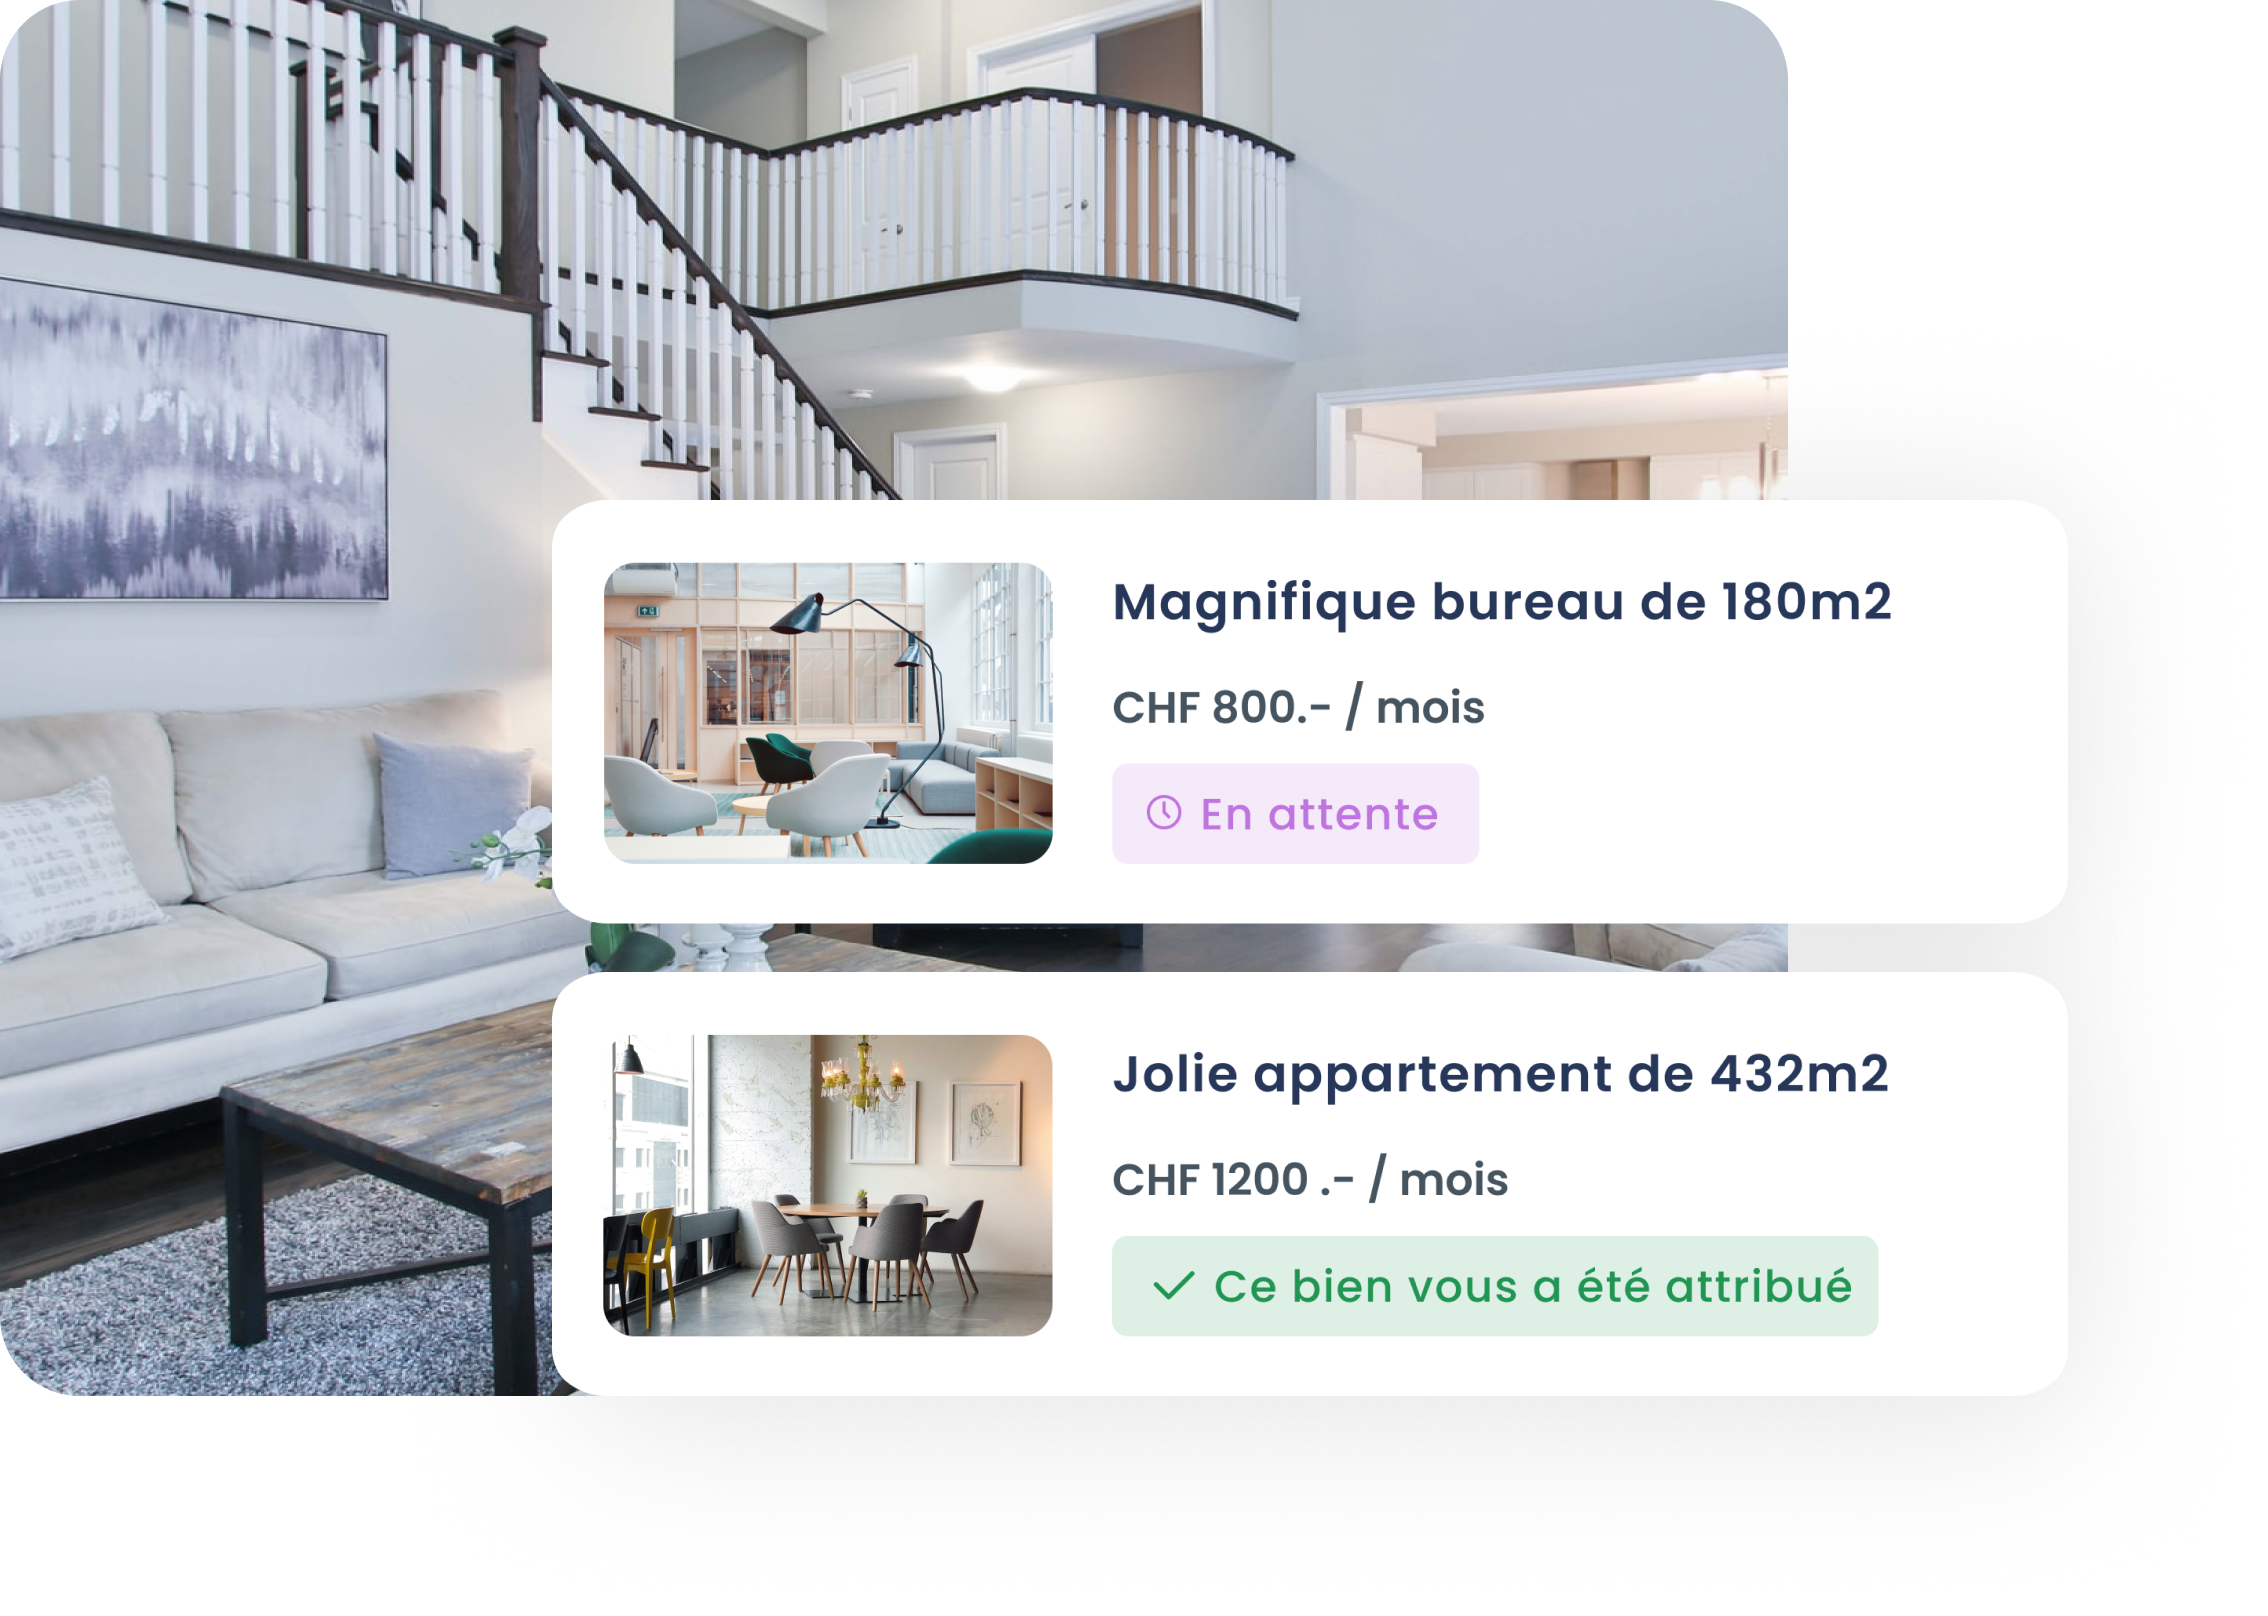 Magnifique bureau de 180m2
CHF 800.- / mois
En attente
Jolie appartement de 432m2
CHF 1200 .- / mois
Ce bien vous a été attribué